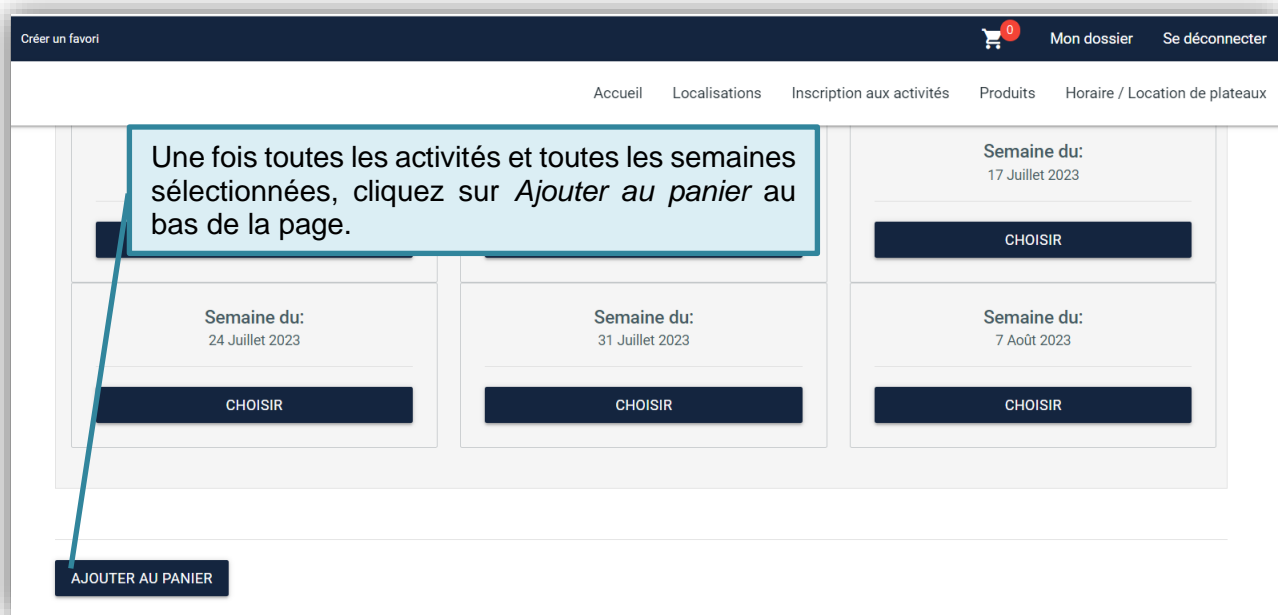 Créer un favori
0
Mon dossier
Se déconnecter
Accueil
Localisations
Inscription aux activités
Produits
Horaire / Location de plateaux
Une fois toutes les activités et toutes les semaines
sélectionnées, cliquez sur Ajouter au panier au
bas de la page.
Semaine du:
17 Juillet 2023
CHOISIR
Semaine du:
24 Juillet 2023
CHOISIR
Semaine du:
31 Juillet 2023
CHOISIR
Semaine du:
7 Août 2023
CHOISIR
AJOUTER AU PANIER